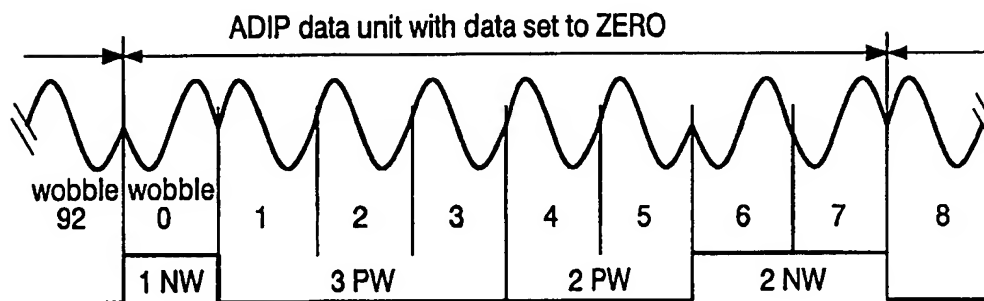 ADIP data unit with data set to ZERO
wobble wobble
92 0 1 2 3 4 5 6 7 8
1 NW 3 PW 2 PW 2 NW